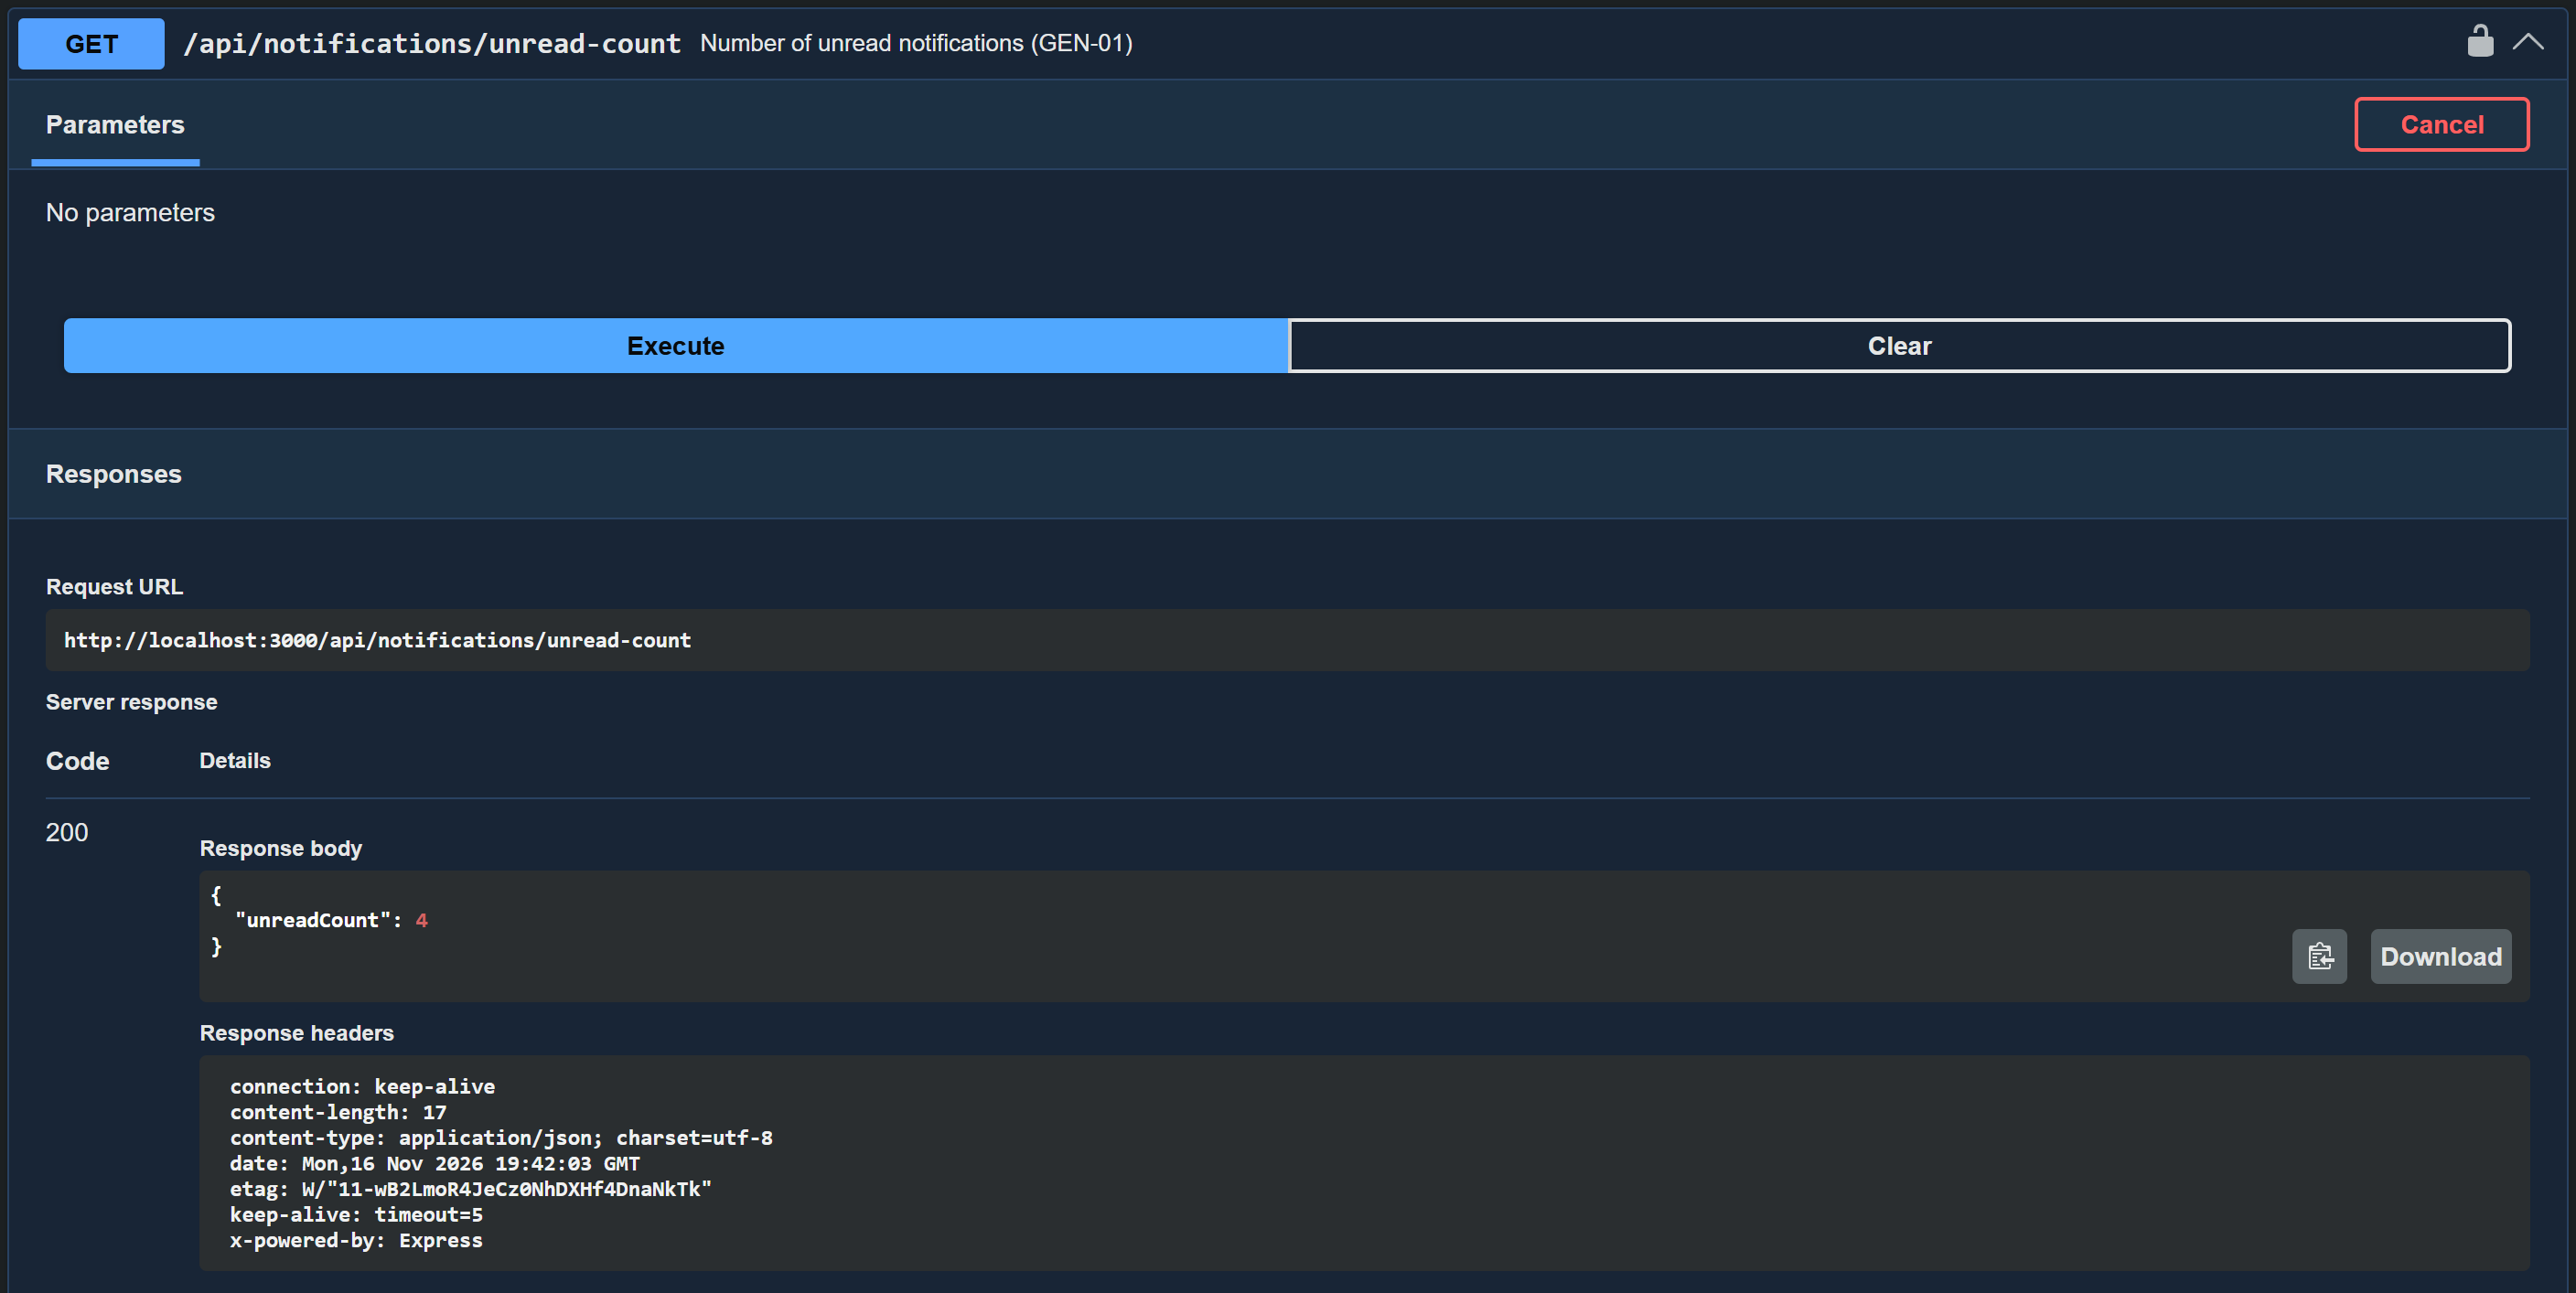 GET /api/notifications/unread-count Number of unread notifications (GEN-01)
Parameters
Cancel
No parameters
Execute
Clear
Responses
Request URL
http://localhost:3000/api/notifications/unread-count
Server response
Code Details
200
Response body
{
"unreadCount": 4
}
Download
Response headers
connection: keep-alive
content-length: 17
content-type: application/json; charset=utf-8
date: Mon,16 Nov 2026 19:42:03 GMT
etag: W/"11-wB2LmoR4JeCz0NhDXHf4DnaNkTk"
keep-alive: timeout=5
x-powered-by: Express